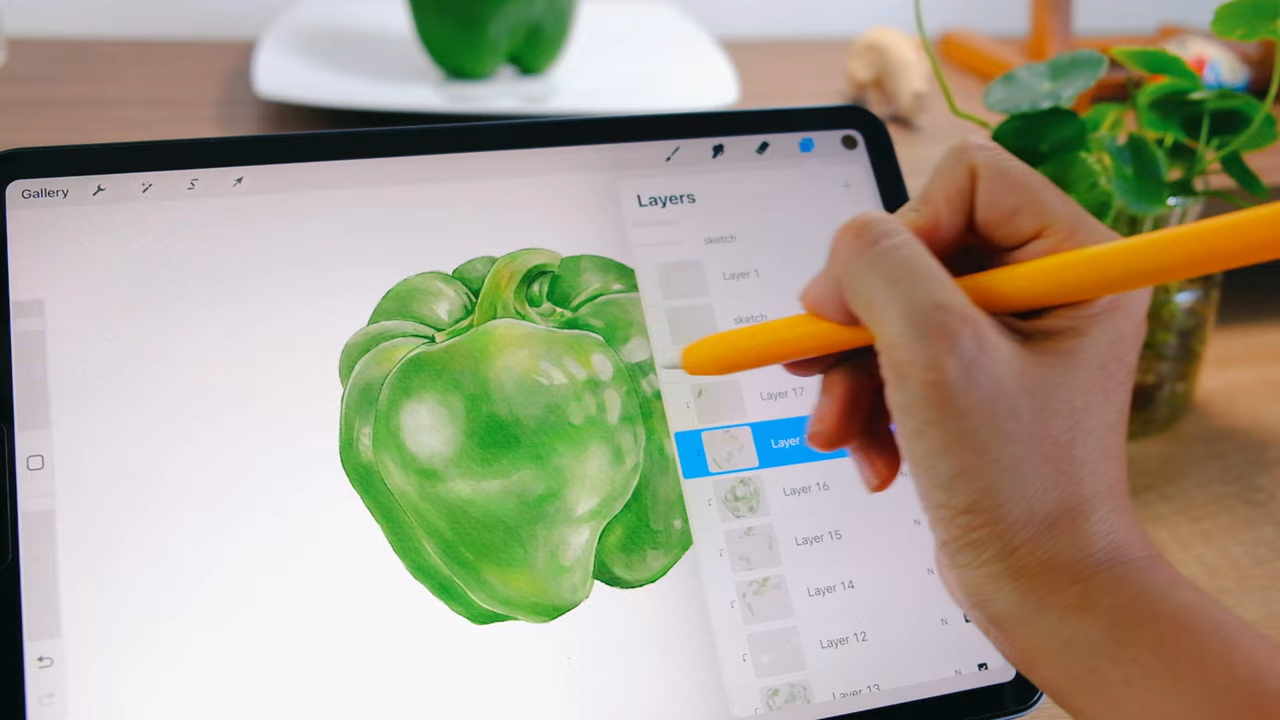 Gallery
Layers
sketch
Layer 1
sketch
Layer 17
Layer
Layer 16
N
Layer 15
N
Layer 14
N
Layer 12
N
Layer 13
N